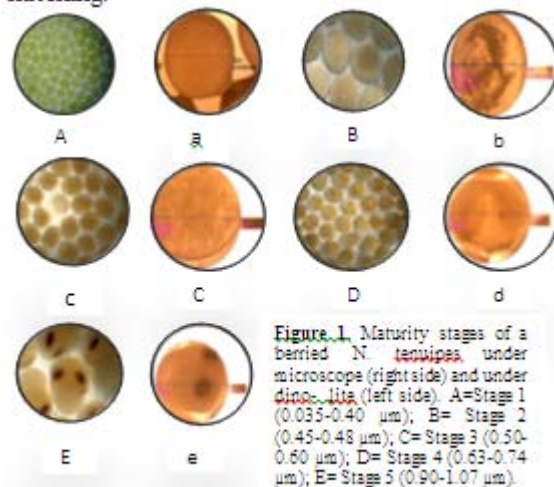 A a B b
C C D d
E e
Figure 1. Maturity stages of a
berried N. tenuipes under
microscope (right side) and under
dino-lite (left side). A=Stage 1
(0.035-0.40 µm); B= Stage 2
(0.45-0.48 µm); C= Stage 3 (0.50-
0.60 µm); D= Stage 4 (0.63-0.74
µm); E= Stage 5 (0.90-1.07 µm).